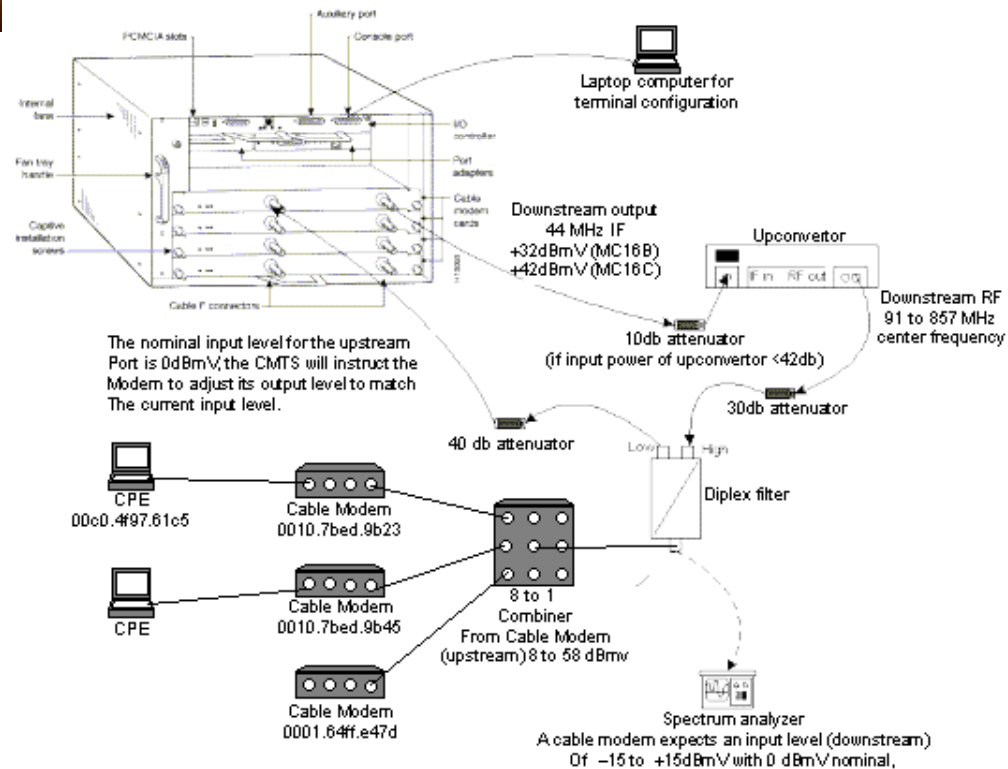 Auxiliary port
PCMCIA slots
Console port
Laptop computer for
terminal configuration
Internal
fans
I/O
controller
Fan tray
handle
Port
adapters
Cable
modem
cards
Captive
installation
screws
Cable F connectors
Downstream output
44 MHz IF
+32dBmV (MC16B)
+42dBmV (MC16C)
Upconvertor
IF in
RF out
Downstream RF
91 to 857 MHz
center frequency
10db attenuator
(if input power of upconvertor <42db)
The nominal input level for the upstream
Port is 0dBmV, the CMTS will instruct the
Modem to adjust its output level to match
The current input level.
30db attenuator
40 db attenuator
Low
High
Diplex filter
CPE
00c0.4f97.61c5
Cable Modem
0010.7bed.9b23
CPE
Cable Modem
0010.7bed.9b45
8 to 1
Combiner
From Cable Modem
(upstream) 8 to 58 dBmv
Cable Modem
0001.64ff.e47d
Spectrum analyzer
A cable modem expects an input level (downstream)
Of –15 to +15dBmV with 0 dBmV nominal,